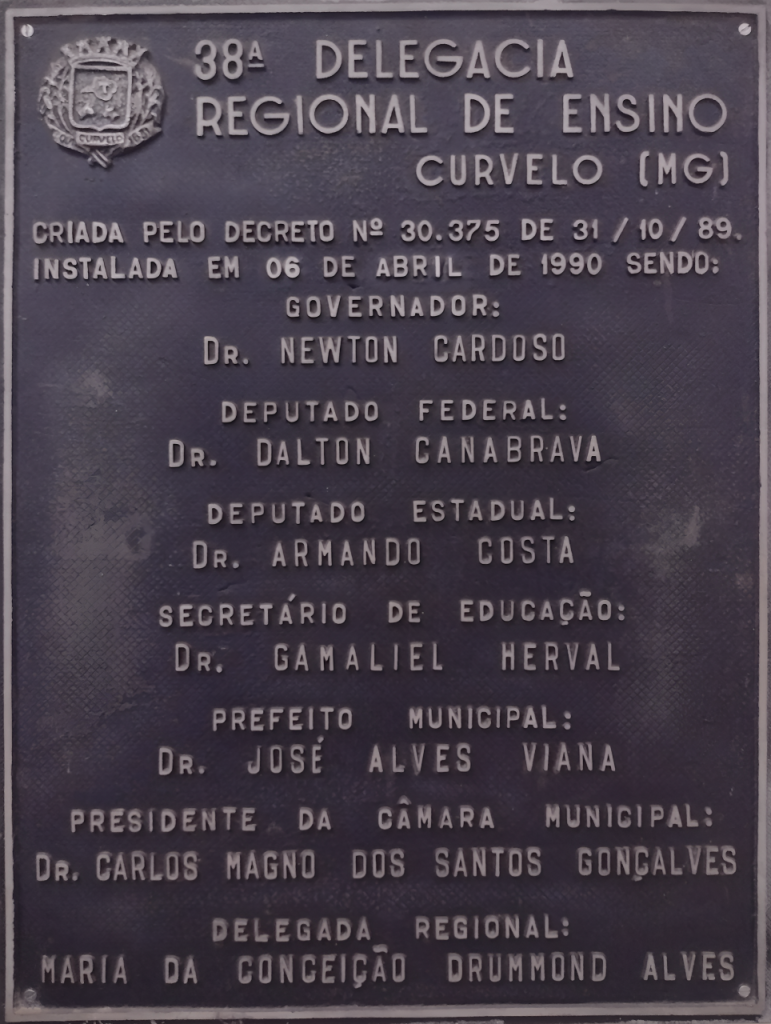 38ª DELEGACIA
REGIONAL DE ENSINO
CURVELO (MG)
CRIADA PELO DECRETO Nº 30.375 DE 31/10/89.
INSTALADA EM 06 DE ABRIL DE 1990 SENDO:
GOVERNADOR:
DR. NEWTON CARDOSO
DEPUTADO FEDERAL:
DR. DALTON CANABRAVA
DEPUTADO ESTADUAL:
DR. ARMANDO COSTA
SECRETÁRIO DE EDUCAÇÃO:
DR. GAMALIEL HERVAL
PREFEITO MUNICIPAL:
DR. JOSÉ ALVES VIANA
PRESIDENTE DA CÂMARA MUNICIPAL:
DR. CARLOS MAGNO DOS SANTOS GONÇALVES
DELEGADA REGIONAL:
MARIA DA CONCEIÇÃO DRUMMOND ALVES
CURVELO